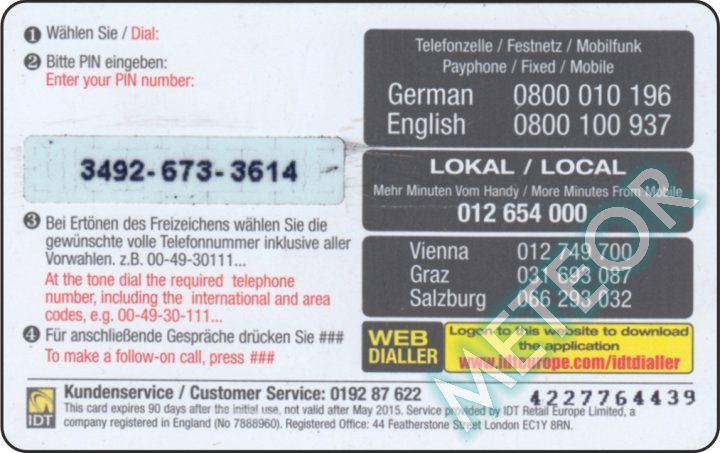 1 Wählen Sie / Dial:
2 Bitte PIN eingeben:
Enter your PIN number:
3492-673-3614
3 Bei Ertönen des Freizeichens wählen Sie die
gewünschte volle Telefonnummer inklusive aller
Vorwahlen. z.B. 00-49-30111...
At the tone dial the required telephone
number, including the international and area
codes, e.g. 00-49-30-111...
4 Für anschließende Gespräche drücken Sie ###
To make a follow-on call, press ###
Telefonzelle / Festnetz / Mobilfunk
Payphone / Fixed / Mobile
German 0800 010 196
English 0800 100 937
LOKAL / LOCAL
Mehr Minuten Vom Handy / More Minutes From Mobile
012 654 000
Vienna 012 749 700
Graz 031 693 087
Salzburg 066 293 032
WEB
DIALLER
Logon to this website to download
the application
www.idteurope.com/idtdialler
METEOR
IDT
Kundenservice / Customer Service: 0192 87 622
4227764439
This card expires 90 days after the initial use, not valid after May 2015. Service provided by IDT Retail Europe Limited, a
company registered in England (No 7888960). Registered Office: 44 Featherstone Street London EC1Y 8RN.